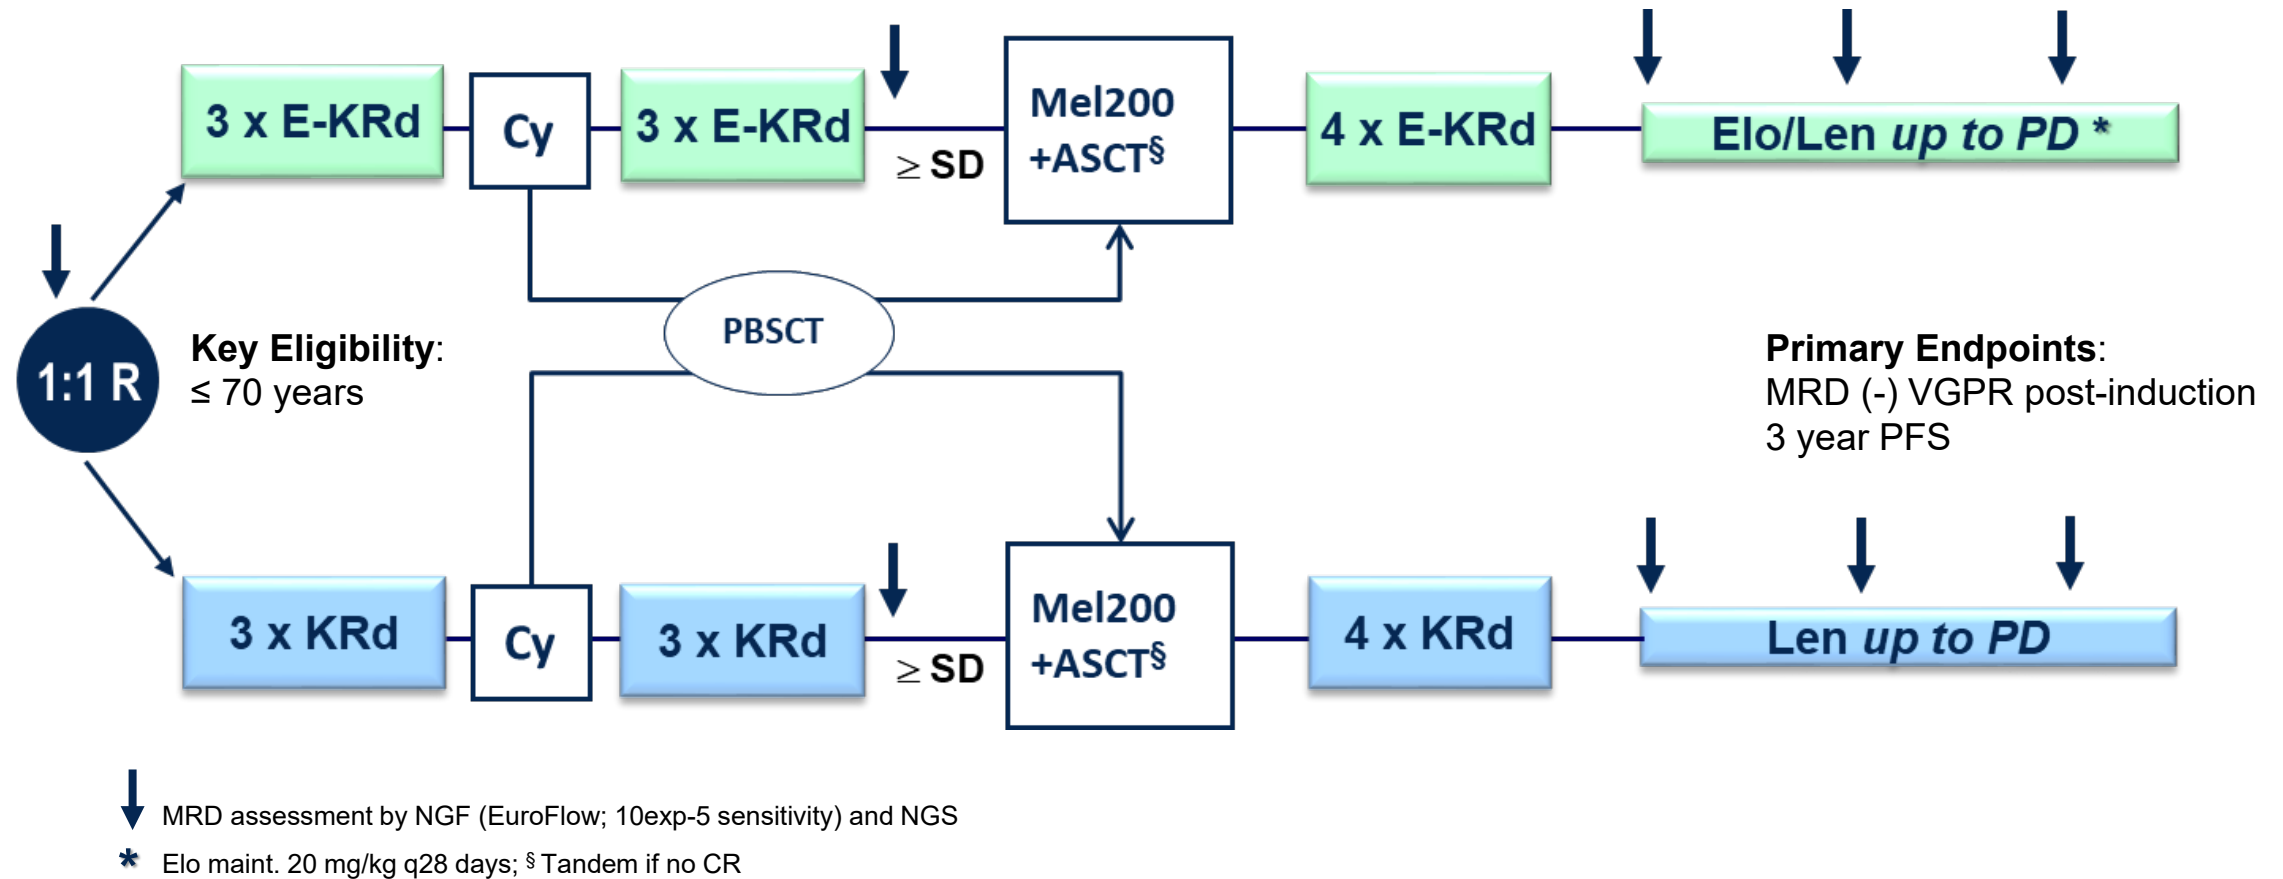 3 x E-KRd
Cy
3 x E-KRd
≥ SD
Mel200
+ASCT§
4 x E-KRd
Elo/Len up to PD *
1:1 R
Key Eligibility:
≤ 70 years
PBSCT
Primary Endpoints:
MRD (-) VGPR post-induction
3 year PFS
3 x KRd
Cy
3 x KRd
≥ SD
Mel200
+ASCT§
4 x KRd
Len up to PD
MRD assessment by NGF (EuroFlow; 10exp-5 sensitivity) and NGS
* Elo maint. 20 mg/kg q28 days; § Tandem if no CR